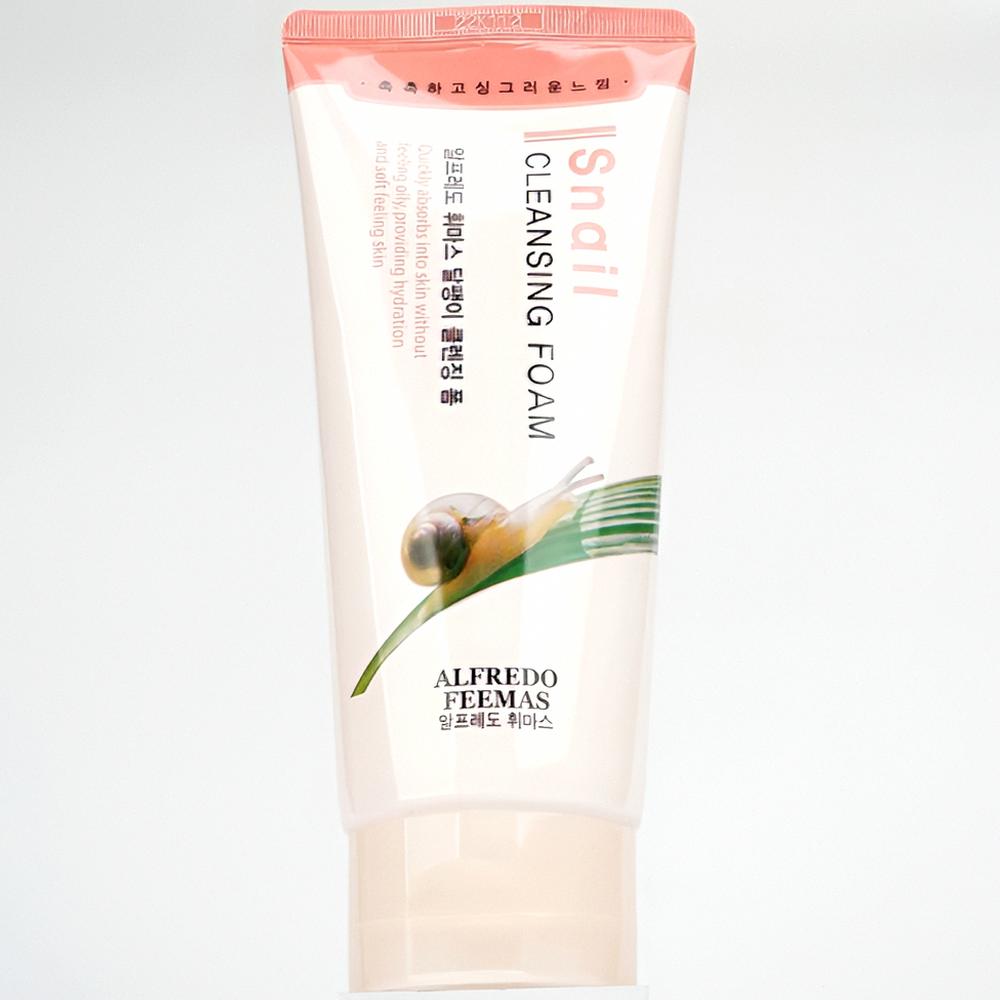 22K112
·촉촉하고싱그러운느낌·
Snail
CLEANSING FOAM
알프레도 휘마스 달팽이 클렌징 폼
Quickly absorbs into skin without
feeling oily, providing hydration
and soft feeling skin
ALFREDO
FEEMAS
알프레도 휘마스